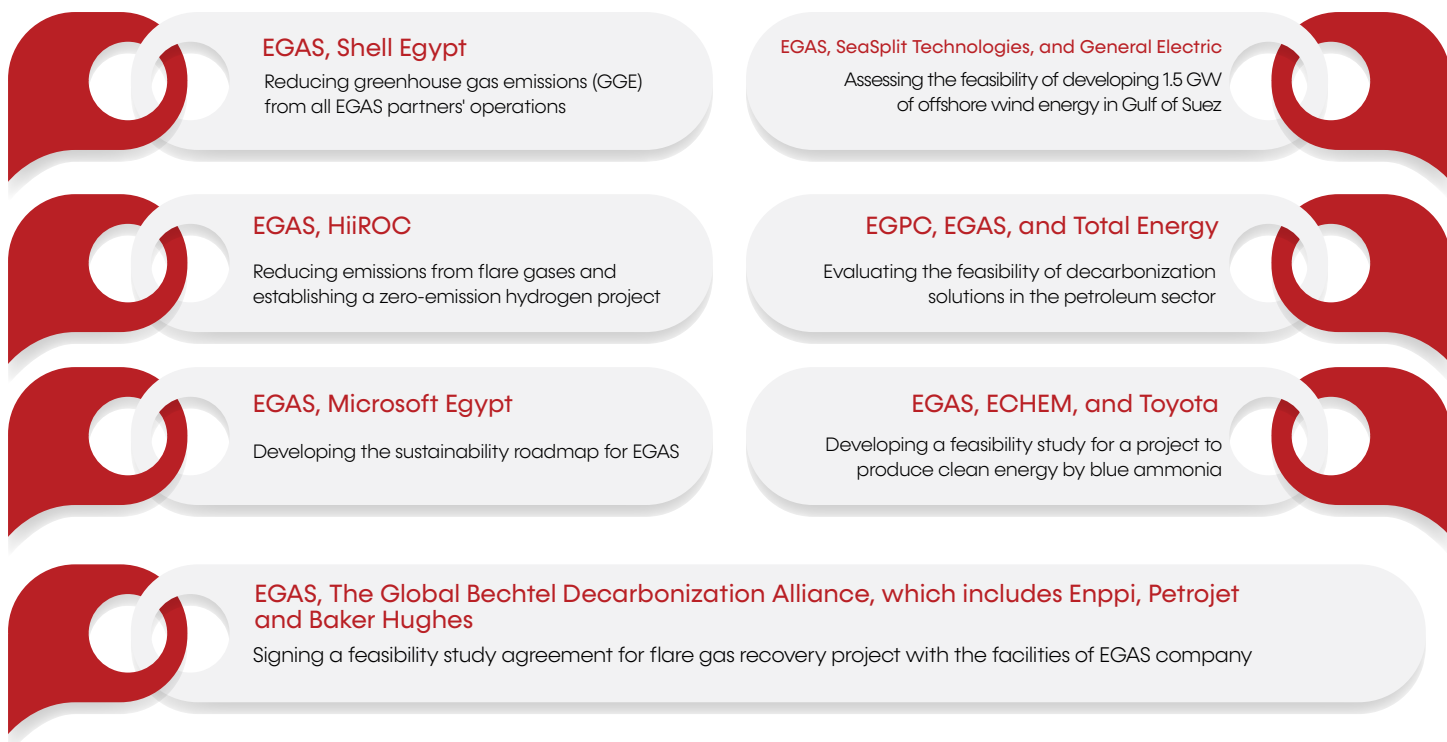 EGAS, Shell Egypt
Reducing greenhouse gas emissions (GGE)
from all EGAS partners' operations
EGAS, SeaSplit Technologies, and General Electric
Assessing the feasibility of developing 1.5 GW
of offshore wind energy in Gulf of Suez
EGAS, HiiROC
Reducing emissions from flare gases and
establishing a zero-emission hydrogen project
EGPC, EGAS, and Total Energy
Evaluating the feasibility of decarbonization
solutions in the petroleum sector
EGAS, Microsoft Egypt
Developing the sustainability roadmap for EGAS
EGAS, ECHEM, and Toyota
Developing a feasibility study for a project to
produce clean energy by blue ammonia
EGAS, The Global Bechtel Decarbonization Alliance, which includes Enppi, Petrojet
and Baker Hughes
Signing a feasibility study agreement for flare gas recovery project with the facilities of EGAS company